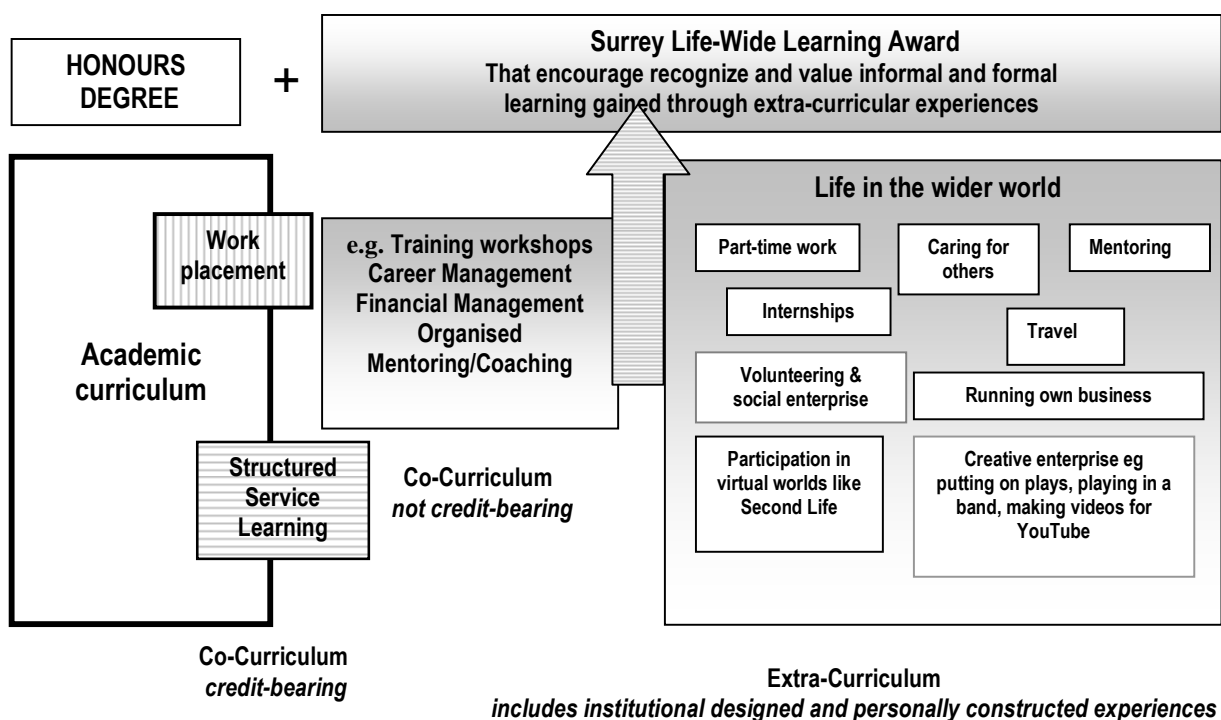 HONOURS
DEGREE
+
Surrey Life-Wide Learning Award
That encourage recognize and value informal and formal
learning gained through extra-curricular experiences
Academic
curriculum
Work
placement
Structured
Service
Learning
Co-Curriculum
credit-bearing
e.g. Training workshops
Career Management
Financial Management
Organised
Mentoring/Coaching
Co-Curriculum
not credit-bearing
Life in the wider world
Part-time work
Caring for
others
Mentoring
Internships
Travel
Volunteering &
social enterprise
Running own business
Participation in
virtual worlds like
Second Life
Creative enterprise eg
putting on plays, playing in a
band, making videos for
YouTube
Extra-Curriculum
includes institutional designed and personally constructed experiences